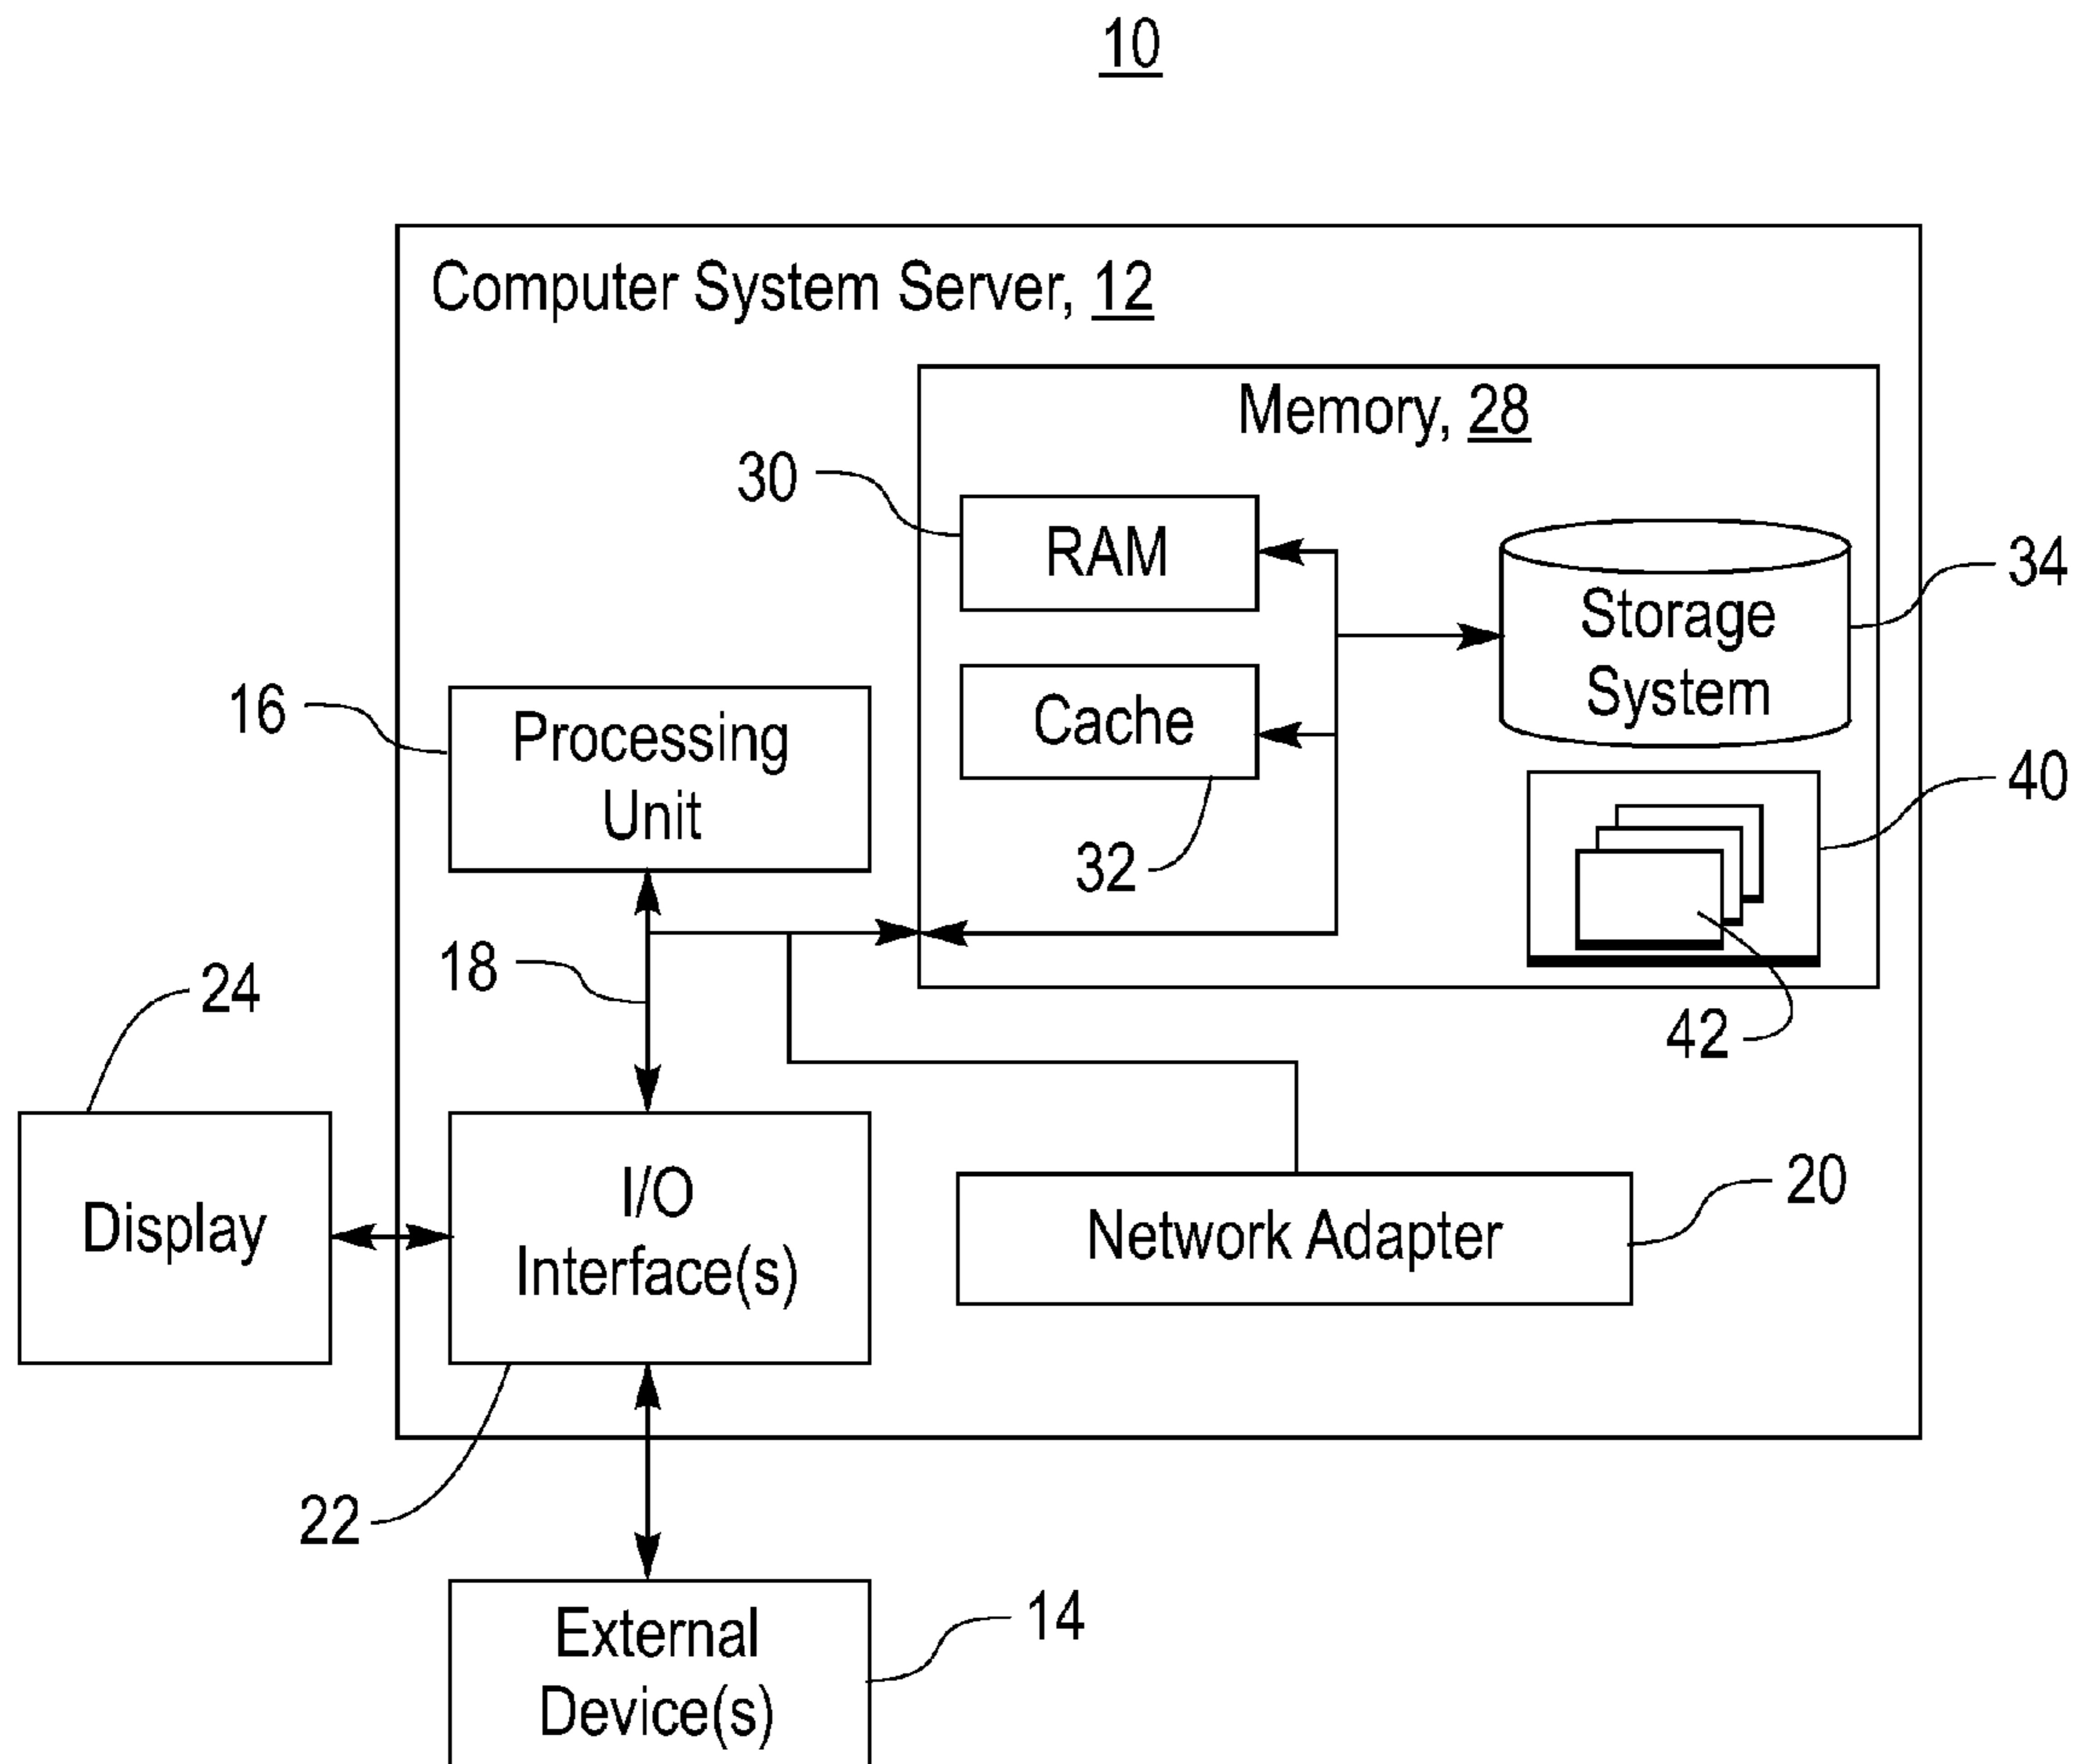 10
Computer System Server, 12
Memory, 28
30
RAM
34
Storage
System
16
Processing
Unit
Cache
40
32
18
24
42
I/O
Interface(s)
Display
20
Network Adapter
22
External
Device(s)
14